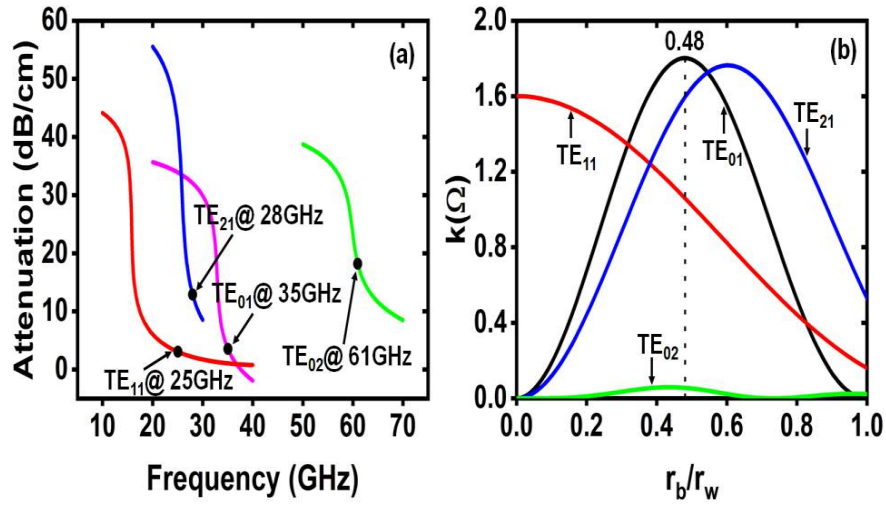 Attenuation (dB/cm)
60
50
40
30
20
10
0
(a)
TE21@ 28GHz
TE01@ 35GHz
TE02@ 61GHz
TE11@ 25GHz
10 20 30 40 50 60 70
Frequency (GHz)
k(Ω)
2.0
1.6
1.2
0.8
0.4
0.0
0.48
(b)
TE11
TE01
TE21
TE02
0.0 0.2 0.4 0.6 0.8 1.0
rb/rw